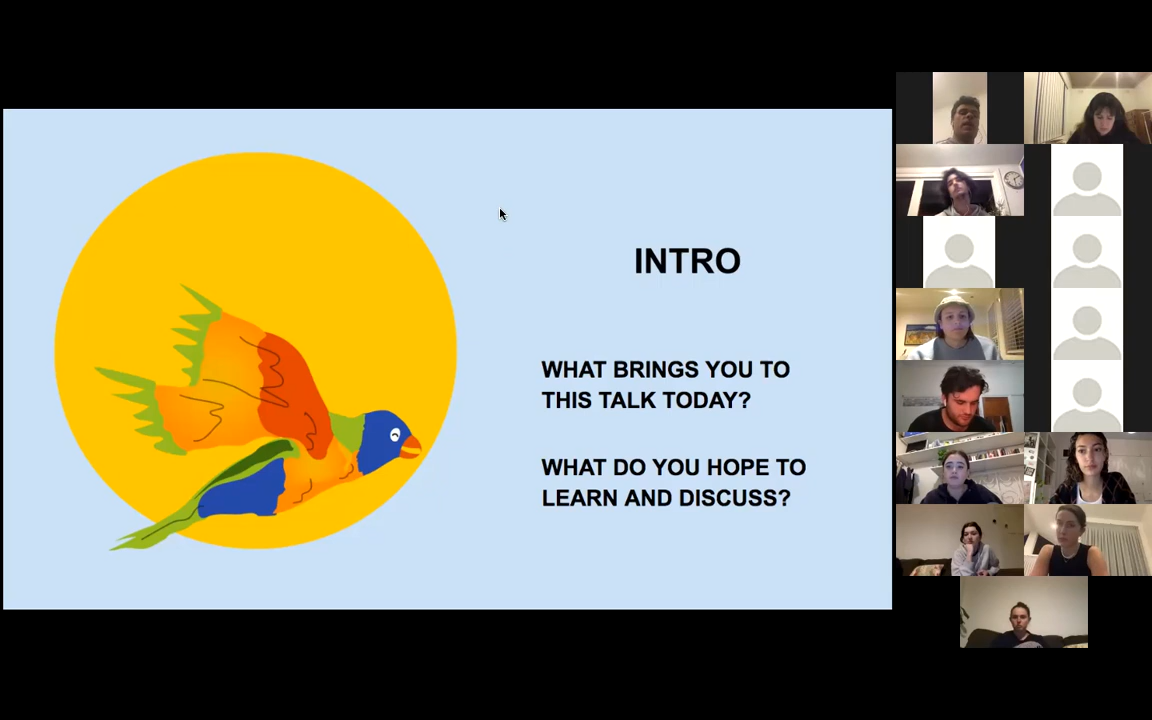 INTRO
WHAT BRINGS YOU TO
THIS TALK TODAY?
WHAT DO YOU HOPE TO
LEARN AND DISCUSS?